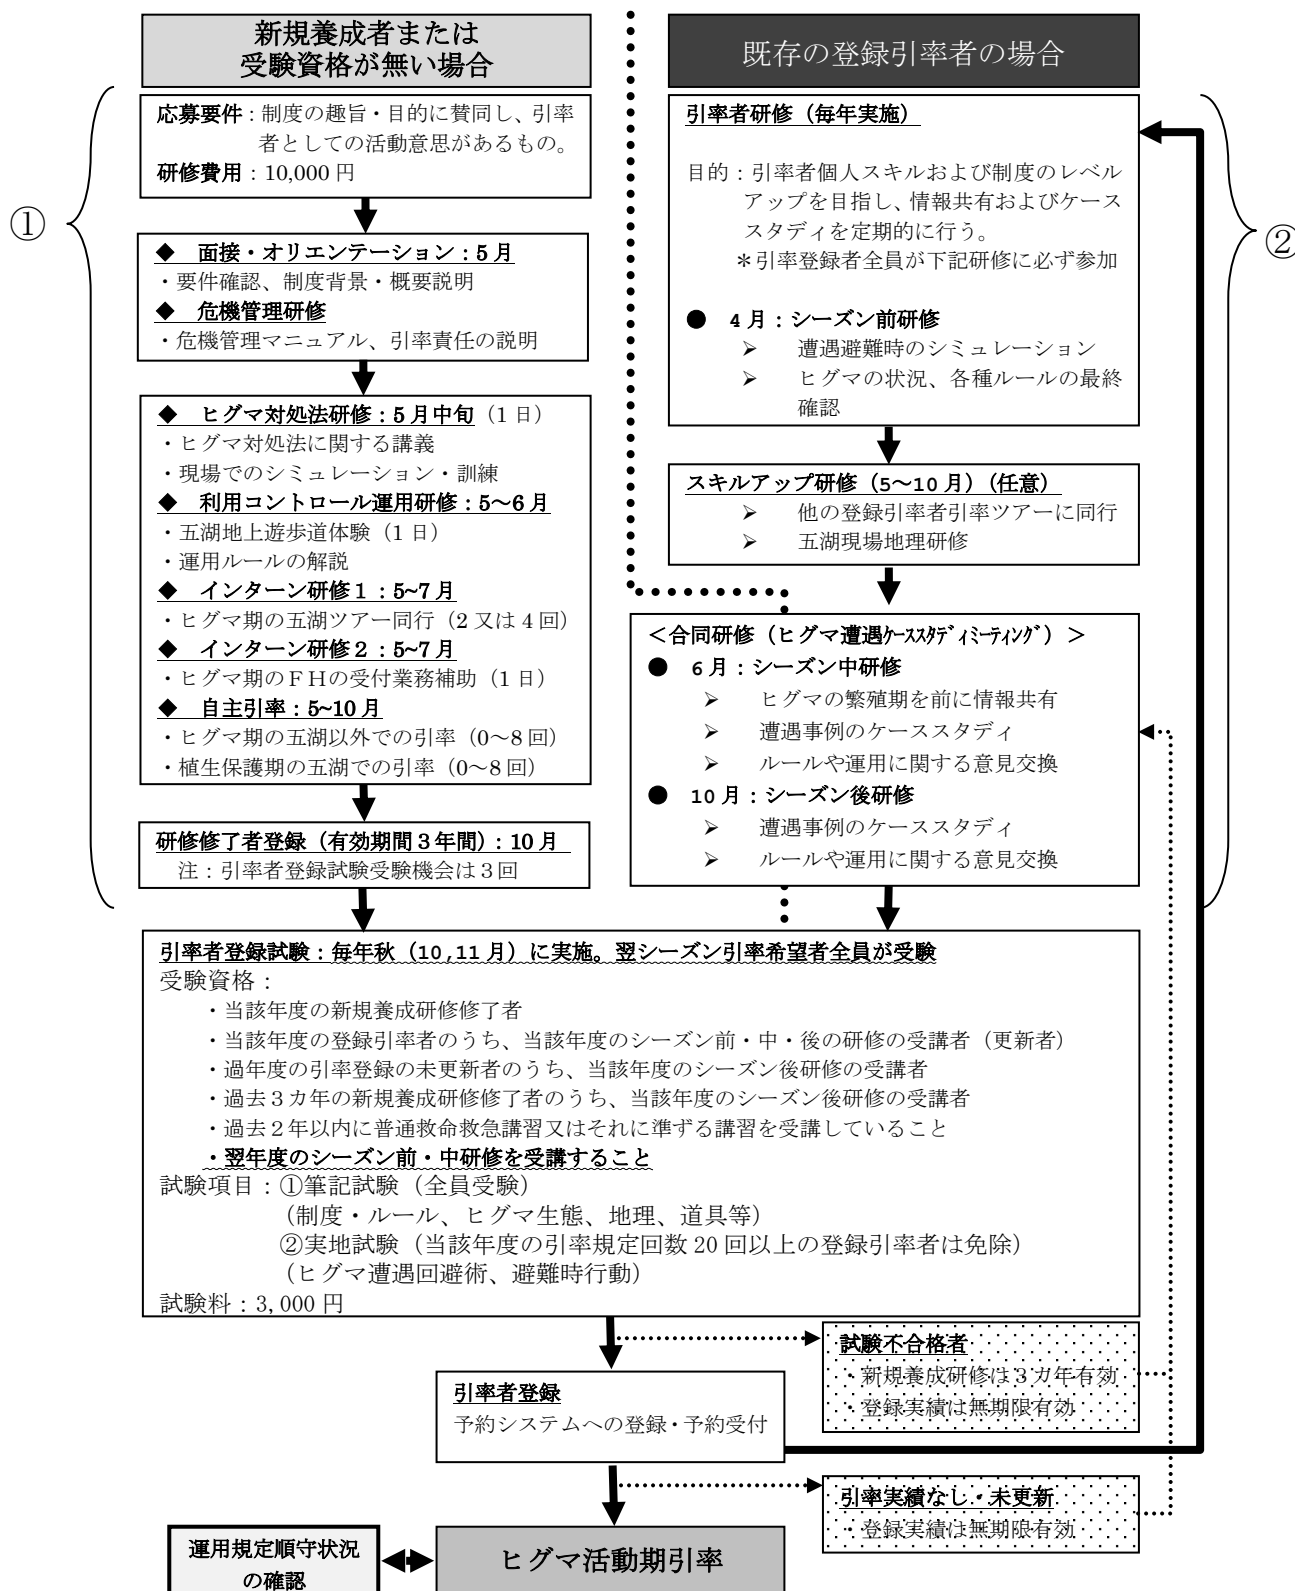 新規養成者または
受験資格が無い場合
①
応募要件：制度の趣旨・目的に賛同し、引率
者としての活動意思があるもの。
研修費用：10,000 円
◆　面接・オリエンテーション：5 月
・要件確認、制度背景・概要説明
◆　危機管理研修
・危機管理マニュアル、引率責任の説明
◆　ヒグマ対処法研修：5 月中旬（1 日）
・ヒグマ対処法に関する講義
・現場でのシミュレーション・訓練
◆　利用コントロール運用研修：5～6 月
・五湖地上遊歩道体験（1 日）
・運用ルールの解説
◆　インターン研修１：5~7 月
・ヒグマ期の五湖ツアー同行（2 又は 4 回）
◆　インターン研修２：5~7 月
・ヒグマ期のＦＨの受付業務補助（1 日）
◆　自主引率：5~10 月
・ヒグマ期の五湖以外での引率（0～8 回）
・植生保護期の五湖での引率（0～8 回）
研修修了者登録（有効期間３年間）：10 月
注：引率者登録試験受験機会は３回
既存の登録引率者の場合
②
引率者研修（毎年実施）
目的：引率者個人スキルおよび制度のレベル
アップを目指し、情報共有およびケース
スタディを定期的に行う。
＊引率登録者全員が下記研修に必ず参加
●　4 月：シーズン前研修
➢　遭遇避難時のシミュレーション
➢　ヒグマの状況、各種ルールの最終
確認
スキルアップ研修（5～10 月）（任意）
➢　他の登録引率者引率ツアーに同行
➢　五湖現場地理研修
＜合同研修（ヒグマ遭遇ｹｰｽｽﾀﾃﾞｨﾐｰﾃｨﾝｸﾞ）＞
●　6 月：シーズン中研修
➢　ヒグマの繁殖期を前に情報共有
➢　遭遇事例のケーススタディ
➢　ルールや運用に関する意見交換
●　10 月：シーズン後研修
➢　遭遇事例のケーススタディ
➢　ルールや運用に関する意見交換
引率者登録試験：毎年秋（10,11 月）に実施。翌シーズン引率希望者全員が受験
受験資格：
・当該年度の新規養成研修修了者
・当該年度の登録引率者のうち、当該年度のシーズン前・中・後の研修の受講者（更新者）
・過年度の引率登録の未更新者のうち、当該年度のシーズン後研修の受講者
・過去３カ年の新規養成研修修了者のうち、当該年度のシーズン後研修の受講者
・過去２年以内に普通救命救急講習又はそれに準ずる講習を受講していること
・翌年度のシーズン前・中研修を受講すること
試験項目：①筆記試験（全員受験）
（制度・ルール、ヒグマ生態、地理、道具等）
②実地試験（当該年度の引率規定回数 20 回以上の登録引率者は免除）
（ヒグマ遭遇回避術、避難時行動）
試験料：3,000 円
試験不合格者
・新規養成研修は３カ年有効
・登録実績は無期限有効
引率者登録
予約システムへの登録・予約受付
引率実績なし・未更新
・登録実績は無期限有効
運用規定順守状況
の確認
ヒグマ活動期引率